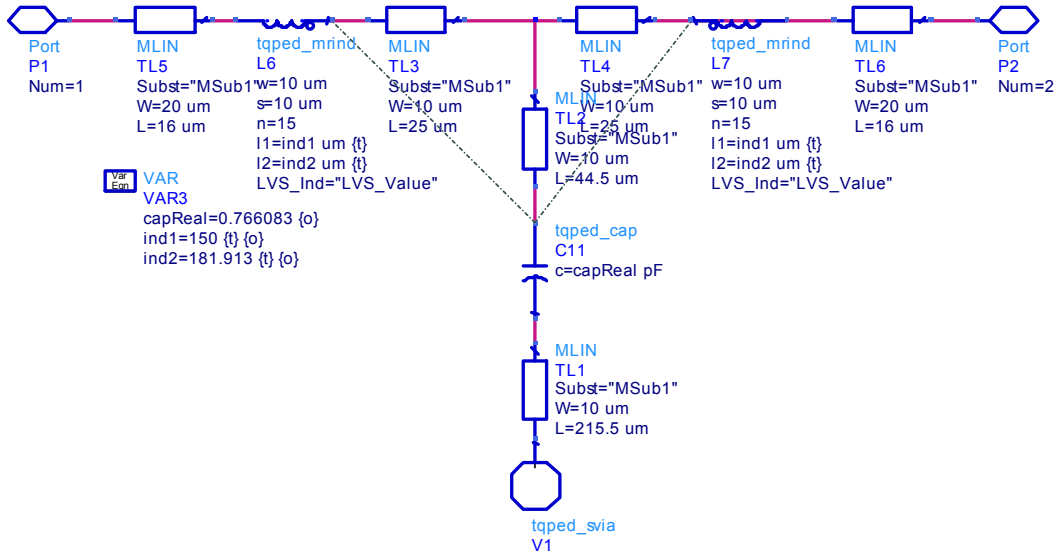 Port
P1
Num=1
MLIN
TL5
Subst="MSub1"
W=20 um
L=16 um
tqped_mrind
L6
w=10 um
s=10 um
n=15
l1=ind1 um {t}
l2=ind2 um {t}
LVS_Ind="LVS_Value"
MLIN
TL3
Subst="MSub1"
W=10 um
L=25 um
MLIN
TL4
Subst="MSub1"
W=10 um
L=25 um
tqped_mrind
L7
w=10 um
s=10 um
n=15
l1=ind1 um {t}
l2=ind2 um {t}
LVS_Ind="LVS_Value"
MLIN
TL6
Subst="MSub1"
W=20 um
L=16 um
Port
P2
Num=2
MLIN
TL2
Subst="MSub1"
W=10 um
L=44.5 um
Var
Eqn
VAR
VAR3
capReal=0.766083 {o}
ind1=150 {t} {o}
ind2=181.913 {t} {o}
tqped_cap
C11
c=capReal pF
MLIN
TL1
Subst="MSub1"
W=10 um
L=215.5 um
tqped_svia
V1